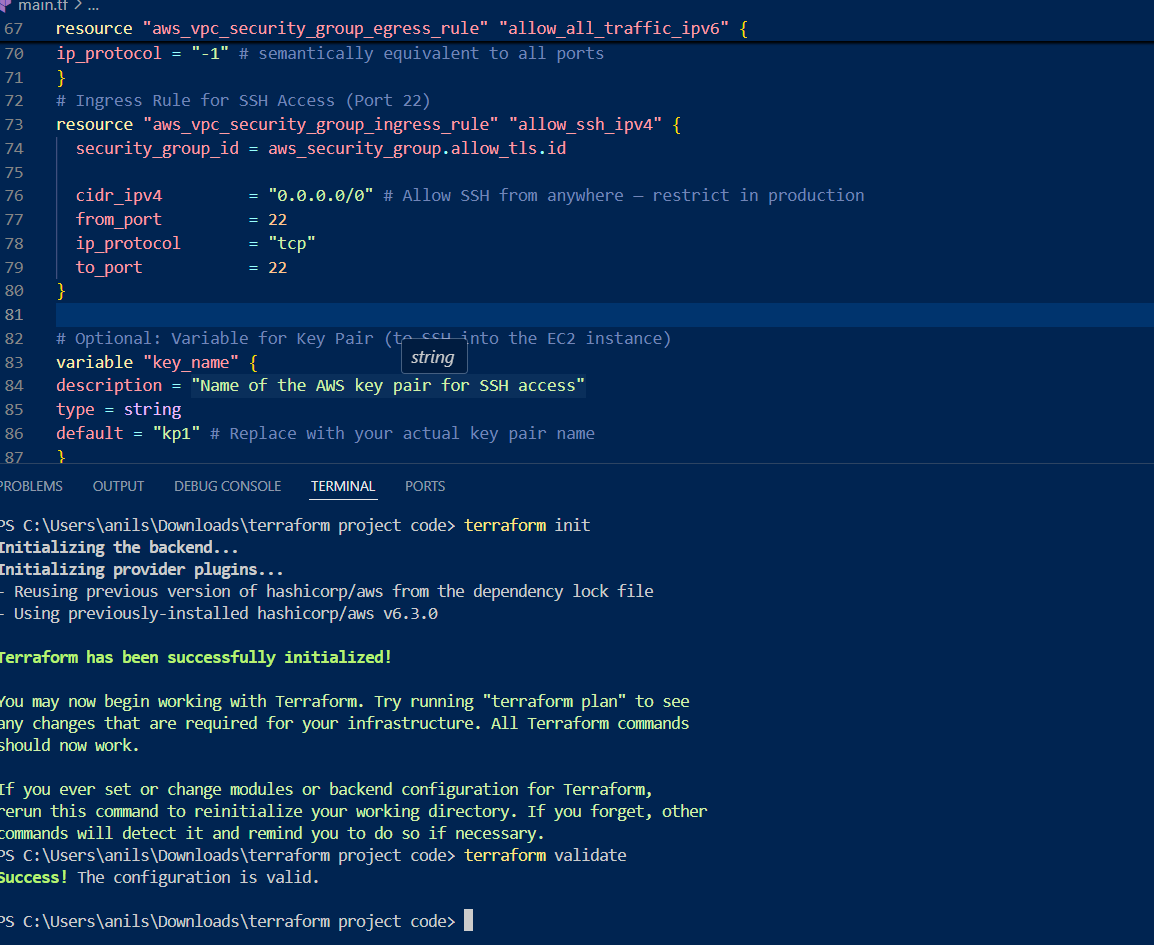 main.tf > ...
67 resource "aws_vpc_security_group_egress_rule" "allow_all_traffic_ipv6" {
70 ip_protocol = "-1" # semantically equivalent to all ports
71 }
72 # Ingress Rule for SSH Access (Port 22)
73 resource "aws_vpc_security_group_ingress_rule" "allow_ssh_ipv4" {
74 security_group_id = aws_security_group.allow_tls.id
75
76 cidr_ipv4 = "0.0.0.0/0" # Allow SSH from anywhere – restrict in production
77 from_port = 22
78 ip_protocol = "tcp"
79 to_port = 22
80 }
81
82 # Optional: Variable for Key Pair (to SSH into the EC2 instance)
string
83 variable "key_name" {
84 description = "Name of the AWS key pair for SSH access"
85 type = string
86 default = "kp1" # Replace with your actual key pair name
87 }
PROBLEMS OUTPUT DEBUG CONSOLE TERMINAL PORTS
PS C:\Users\anils\Downloads\terraform project code> terraform init
Initializing the backend...
Initializing provider plugins...
- Reusing previous version of hashicorp/aws from the dependency lock file
- Using previously-installed hashicorp/aws v6.3.0
Terraform has been successfully initialized!
You may now begin working with Terraform. Try running "terraform plan" to see
any changes that are required for your infrastructure. All Terraform commands
should now work.
If you ever set or change modules or backend configuration for Terraform,
rerun this command to reinitialize your working directory. If you forget, other
commands will detect it and remind you to do so if necessary.
PS C:\Users\anils\Downloads\terraform project code> terraform validate
Success! The configuration is valid.
PS C:\Users\anils\Downloads\terraform project code>